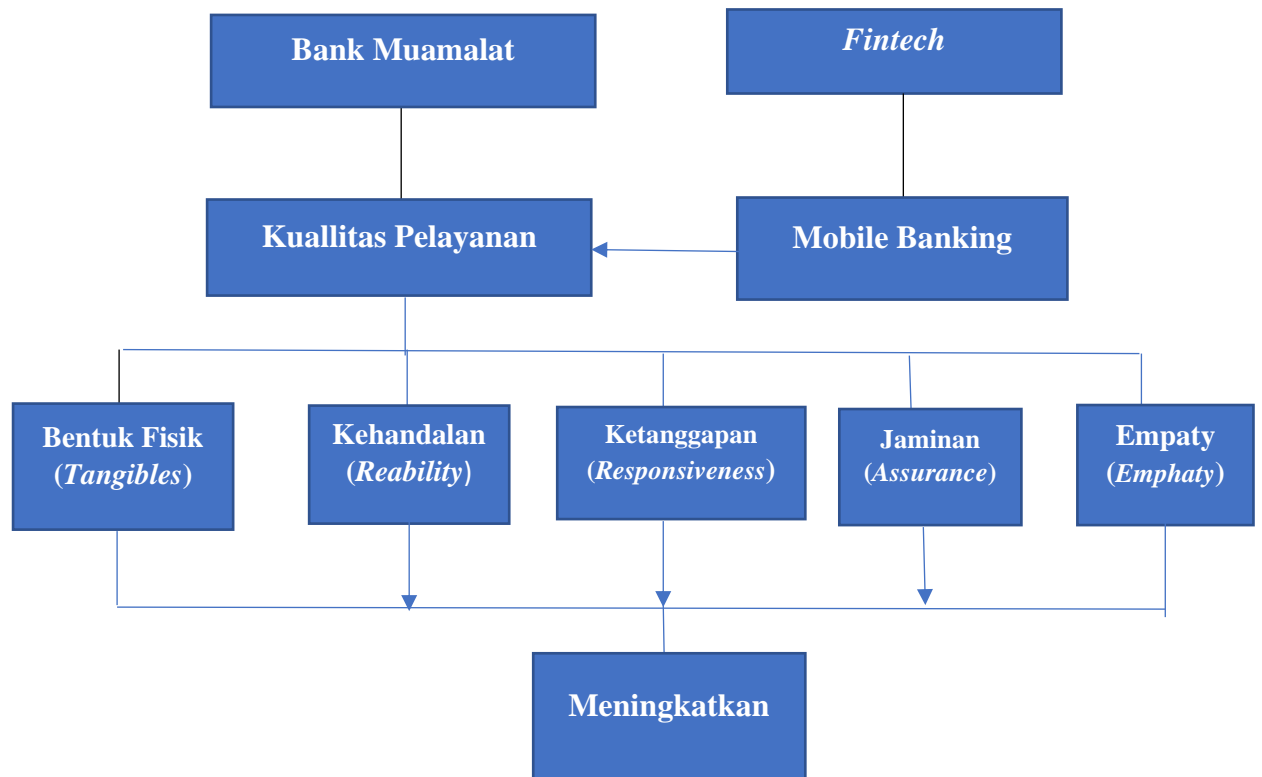 Bank Muamalat
Fintech
Kuallitas Pelayanan
Mobile Banking
Bentuk Fisik
(Tangibles)
Kehandalan
(Reability)
Ketanggapan
(Responsiveness)
Jaminan
(Assurance)
Empaty
(Emphaty)
Meningkatkan